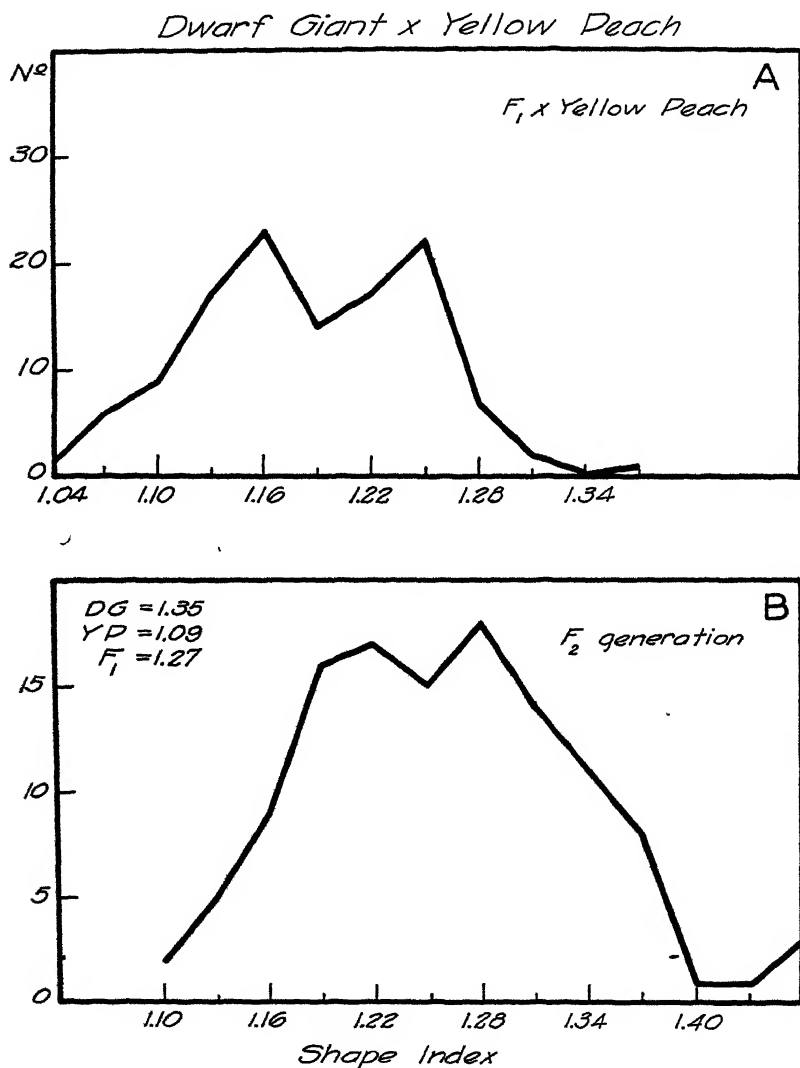 Dwarf Giant x Yellow Peach
Nº
A
F₁ x Yellow Peach
30
20
10
0
1.04 1.10 1.16 1.22 1.28 1.34
B
DG = 1.35
YP = 1.09
F₁ = 1.27
F₂ generation
15
10
5
0
1.10 1.16 1.22 1.28 1.34 1.40
Shape Index